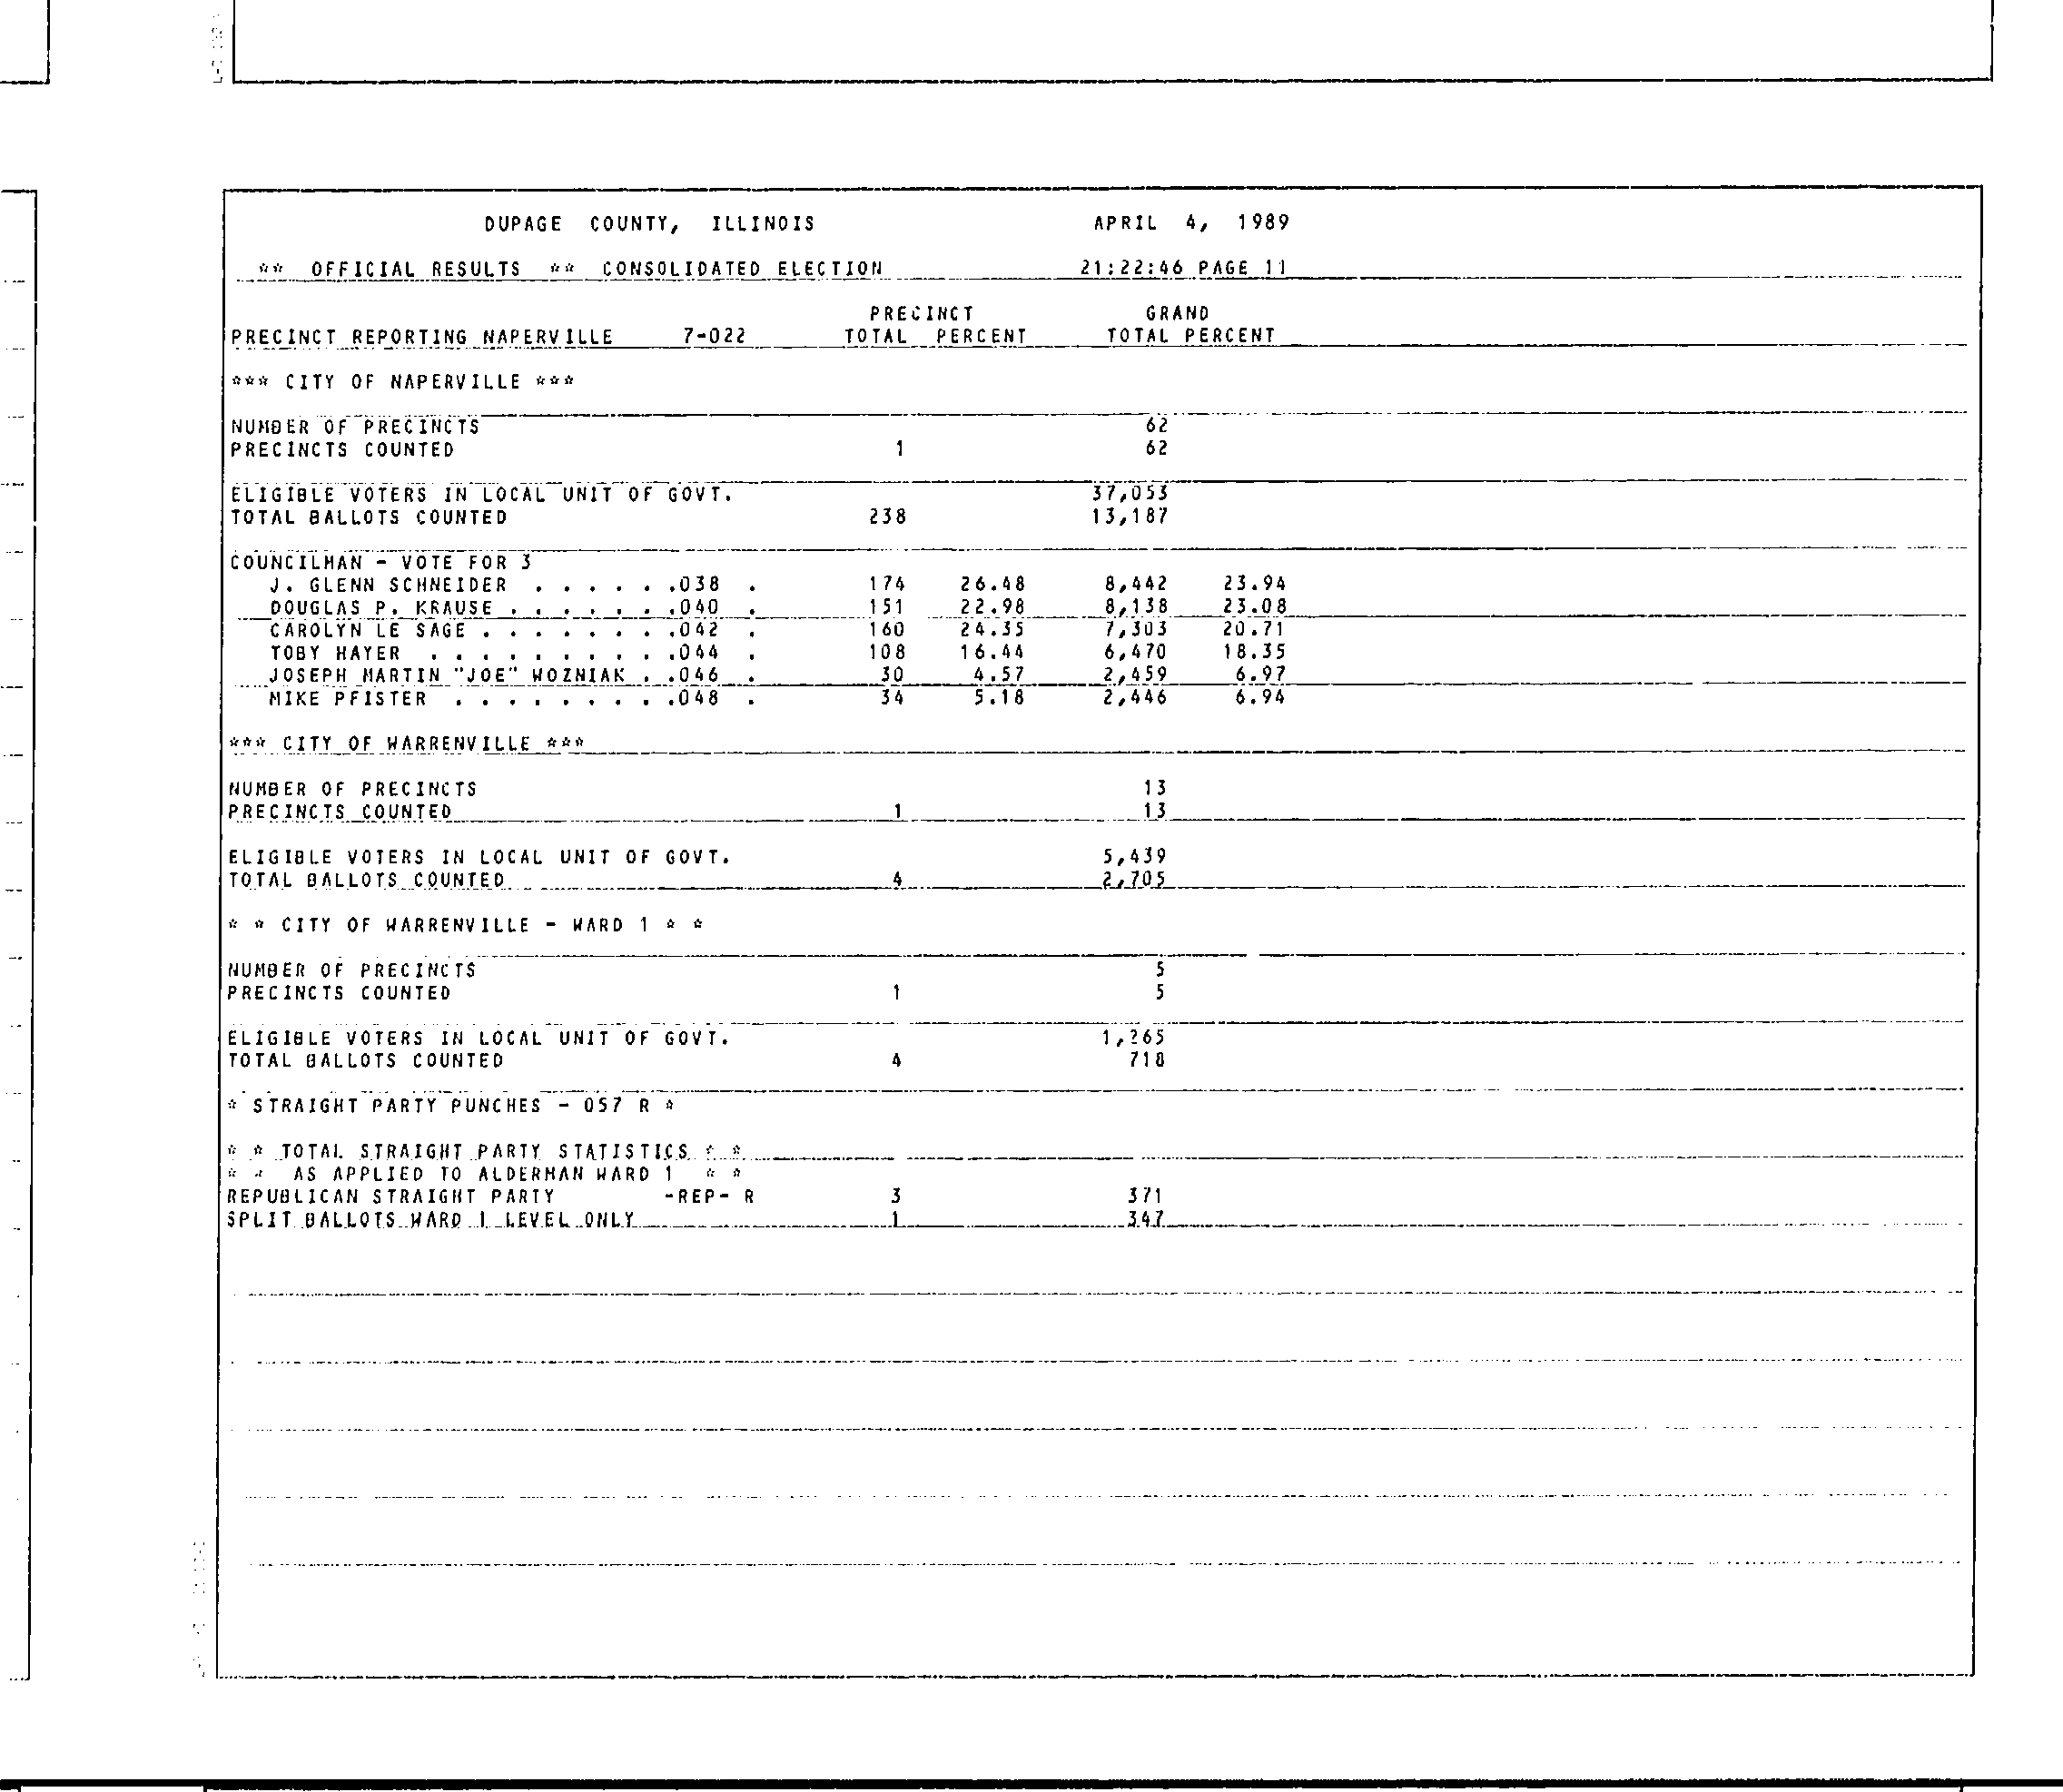 DUPAGE COUNTY, ILLINOIS APRIL 4, 1989
** OFFICIAL RESULTS ** CONSOLIDATED ELECTION 21:22:46 PAGE 11
PRECINCT GRAND
PRECINCT REPORTING NAPERVILLE 7-022 TOTAL PERCENT TOTAL PERCENT
*** CITY OF NAPERVILLE ***
NUMBER OF PRECINCTS 62
PRECINCTS COUNTED 1 62
ELIGIBLE VOTERS IN LOCAL UNIT OF GOVT. 37,053
TOTAL BALLOTS COUNTED 238 13,187
COUNCILMAN - VOTE FOR 3
J. GLENN SCHNEIDER . . . . . .038 . 174 26.48 8,442 23.94
DOUGLAS P. KRAUSE . . . . . . .040 . 151 22.98 8,138 23.08
CAROLYN LE SAGE . . . . . . . .042 . 160 24.35 7,303 20.71
TOBY HAYER . . . . . . . . . .044 . 108 16.44 6,470 18.35
JOSEPH MARTIN "JOE" WOZNIAK . .046 . 30 4.57 2,459 6.97
MIKE PFISTER . . . . . . . . .048 . 34 5.18 2,446 6.94
*** CITY OF WARRENVILLE ***
NUMBER OF PRECINCTS 13
PRECINCTS COUNTED 1 13
ELIGIBLE VOTERS IN LOCAL UNIT OF GOVT. 5,439
TOTAL BALLOTS COUNTED 4 2,705
* * CITY OF WARRENVILLE - WARD 1 * *
NUMBER OF PRECINCTS 5
PRECINCTS COUNTED 1 5
ELIGIBLE VOTERS IN LOCAL UNIT OF GOVT. 1,265
TOTAL BALLOTS COUNTED 4 718
* STRAIGHT PARTY PUNCHES - 057 R *
* * TOTAL STRAIGHT PARTY STATISTICS * *
* * AS APPLIED TO ALDERMAN WARD 1 * *
REPUBLICAN STRAIGHT PARTY -REP- R 3 371
SPLIT BALLOTS WARD 1 LEVEL ONLY 1 347